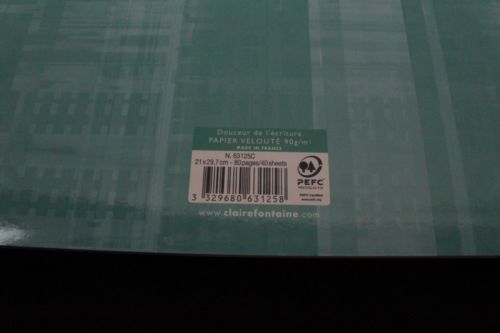 Douceur de l'écriture
PAPIER VELOUTÉ 90g/m²
MADE IN FRANCE
N. 63125C
21x29,7cm - 80pages/40sheets
PEFC
3 329680 631258
www.clairefontaine.com